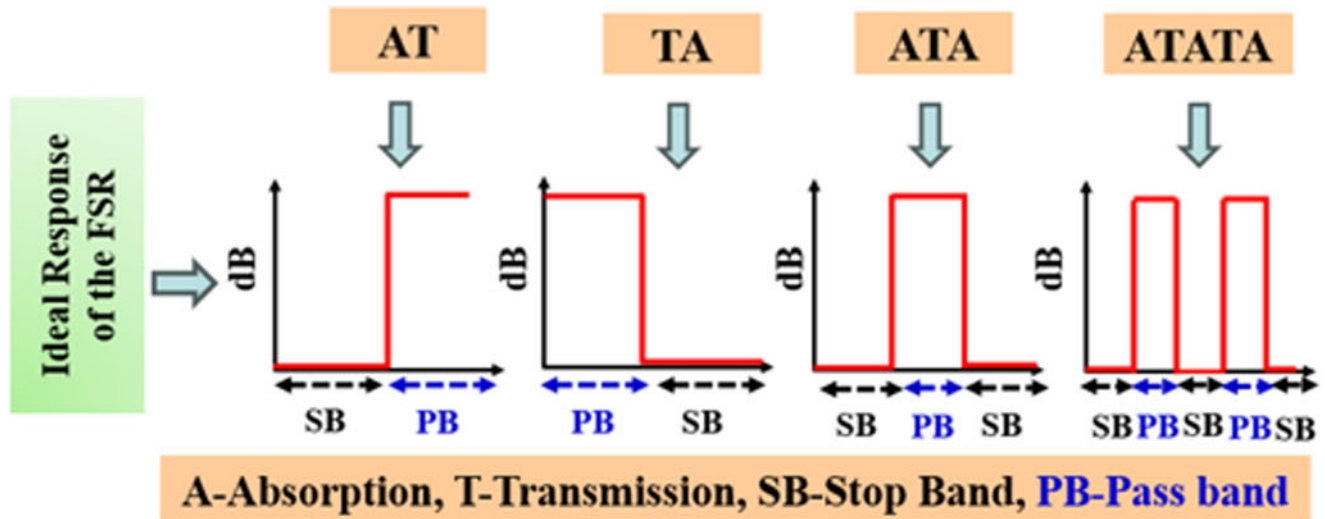 AT
TA
ATA
ATATA
Ideal Response
of the FSR
dB
dB
dB
dB
SB PB
PB SB
SB PB SB
SB PB SB PB SB
A-Absorption, T-Transmission, SB-Stop Band, PB-Pass band